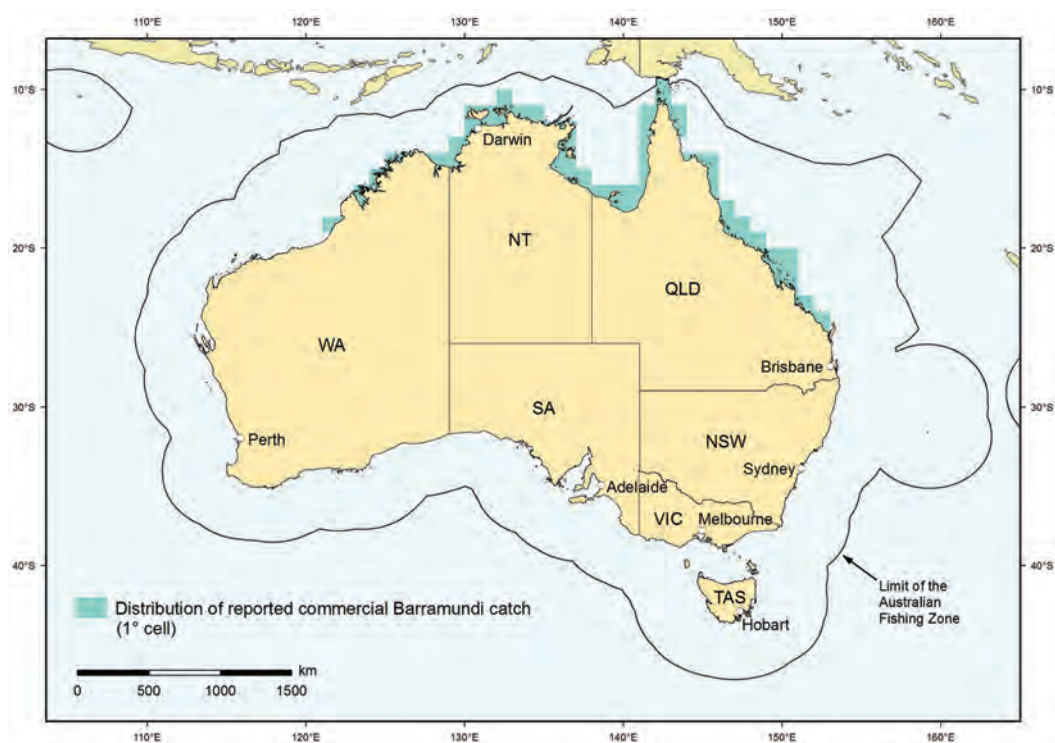 110°E 120°E 130°E 140°E 150°E 160°E
10°S 10°S
Darwin
20°S 20°S
NT
QLD
WA
Brisbane
30°S 30°S
SA
NSW
Perth
Sydney
Adelaide
VIC Melbourne
40°S 40°S
TAS
Hobart
Limit of the
Australian
Fishing Zone
Distribution of reported commercial Barramundi catch
(1° cell)
km
0 500 1000 1500
110°E 120°E 130°E 140°E 150°E 160°E